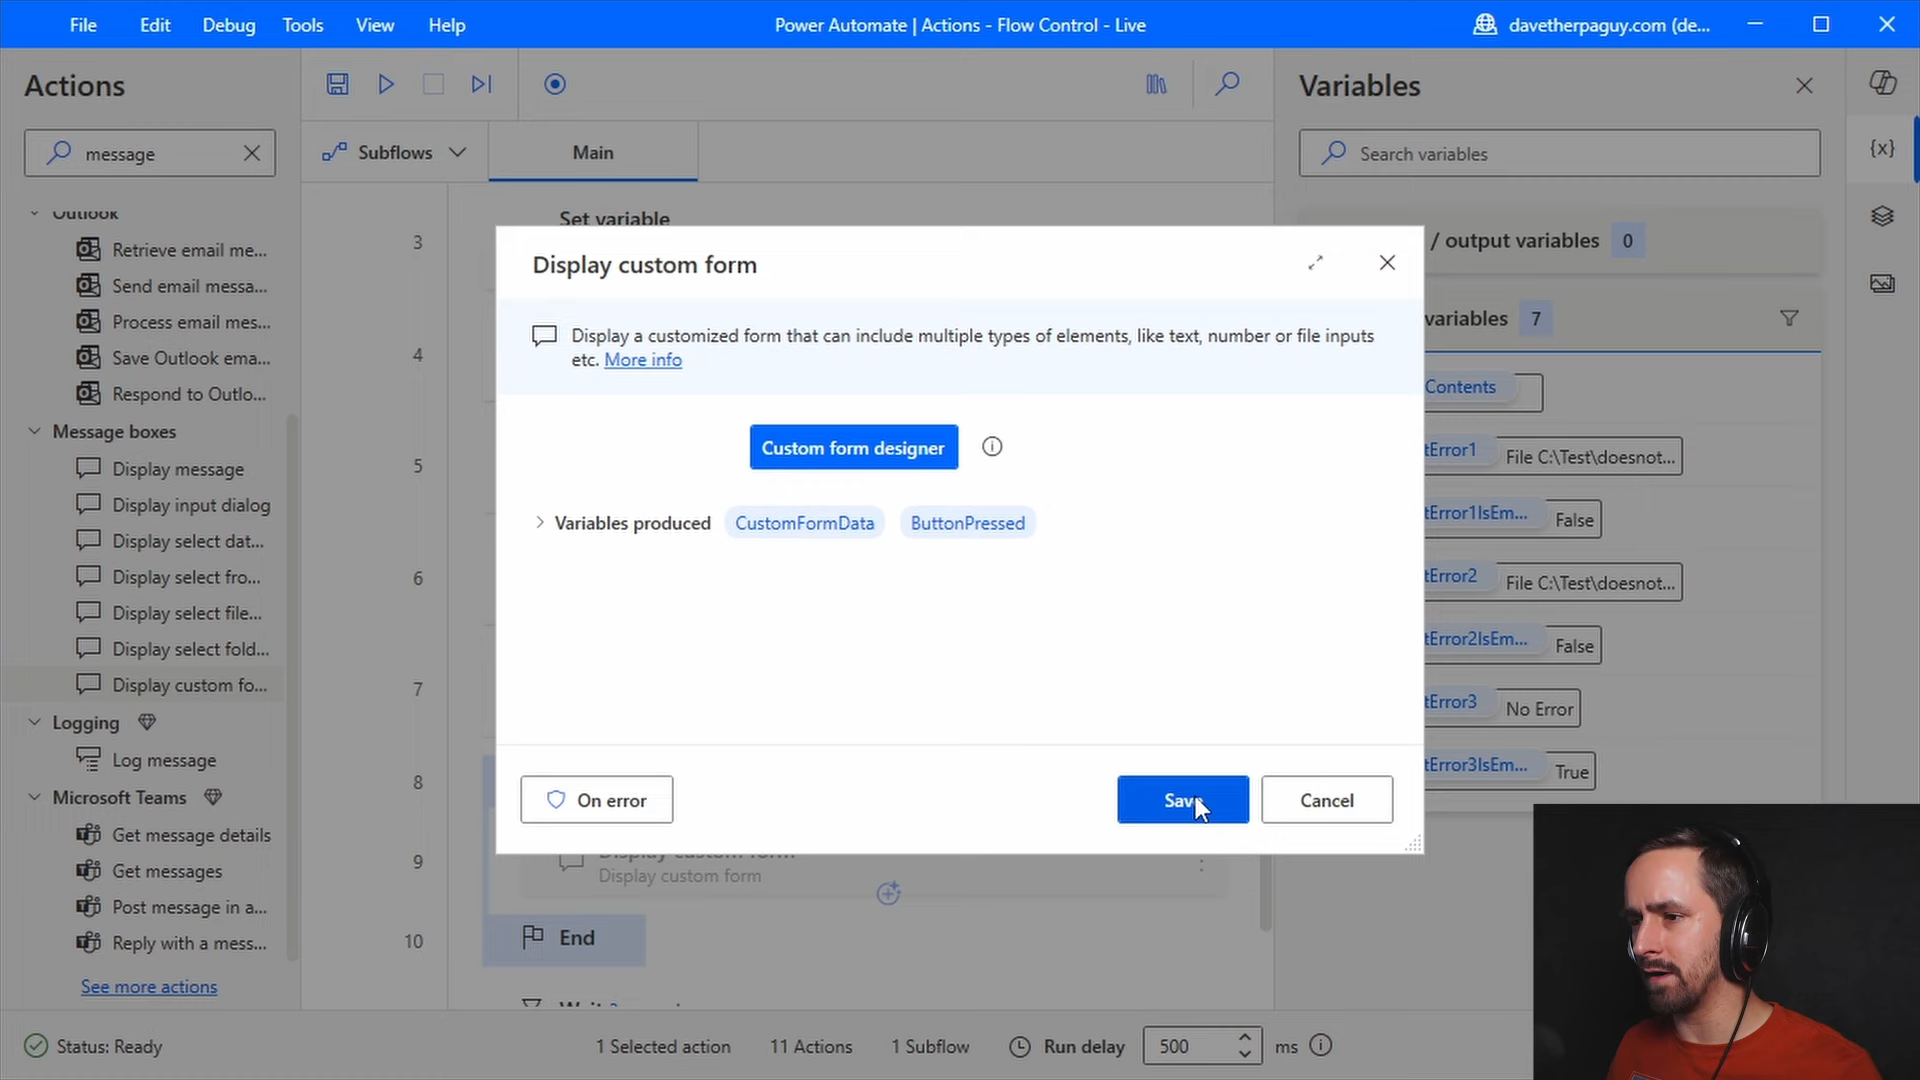 File Edit Debug Tools View Help
Power Automate | Actions - Flow Control - Live
davetherpaguy.com (de...
Actions
message
Outlook
Retrieve email me...
Send email messa...
Process email mes...
Save Outlook ema...
Respond to Outlo...
Message boxes
Display message
Display input dialog
Display select dat...
Display select fro...
Display select file...
Display select fold...
Display custom fo...
Logging
Log message
Microsoft Teams
Get message details
Get messages
Post message in a...
Reply with a mess...
See more actions
Subflows
Main
3
Set variable
4
5
6
7
8
9
10
Display custom form
Display a customized form that can include multiple types of elements, like text, number or file inputs
etc. More info
Custom form designer
Variables produced CustomFormData ButtonPressed
On error
Save
Cancel
Display custom form
Display custom form
End
Variables
Search variables
/ output variables 0
variables 7
Contents
tError1 File C:\Test\doesnot...
tError1IsEm... False
tError2 File C:\Test\doesnot...
tError2IsEm... False
tError3 No Error
tError3IsEm... True
Status: Ready
1 Selected action
11 Actions
1 Subflow
Run delay
500
ms